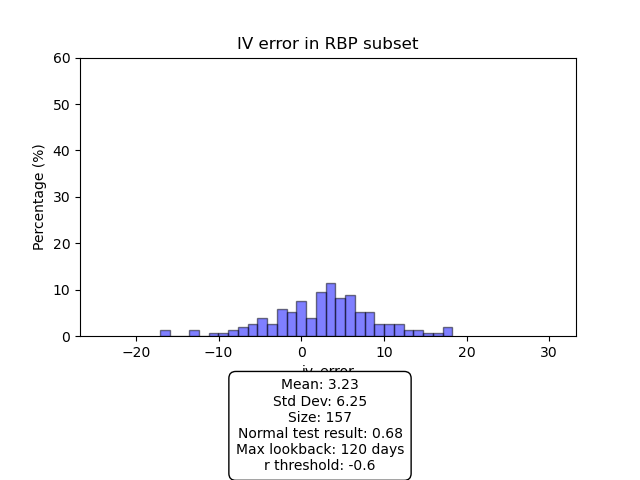 IV error in RBP subset
60
50
40
30
20
10
0
Percentage (%)
−20 −10 0 10 20 30
iv_error
Mean: 3.23
Std Dev: 6.25
Size: 157
Normal test result: 0.68
Max lookback: 120 days
r threshold: -0.6